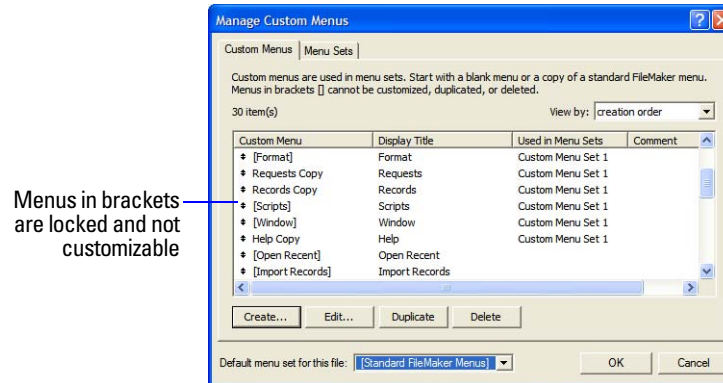 Manage Custom Menus
Custom Menus Menu Sets
Custom menus are used in menu sets. Start with a blank menu or a copy of a standard FileMaker menu.
Menus in brackets [] cannot be customized, duplicated, or deleted.
30 item(s) View by: creation order
Custom Menu Display Title Used in Menu Sets Comment
[Format] Format Custom Menu Set 1
Requests Copy Requests Custom Menu Set 1
Records Copy Records Custom Menu Set 1
[Scripts] Scripts Custom Menu Set 1
[Window] Window Custom Menu Set 1
Help Copy Help Custom Menu Set 1
[Open Recent] Open Recent
[Import Records] Import Records
Menus in brackets
are locked and not
customizable
Create... Edit... Duplicate Delete
Default menu set for this file: [Standard FileMaker Menus] OK Cancel